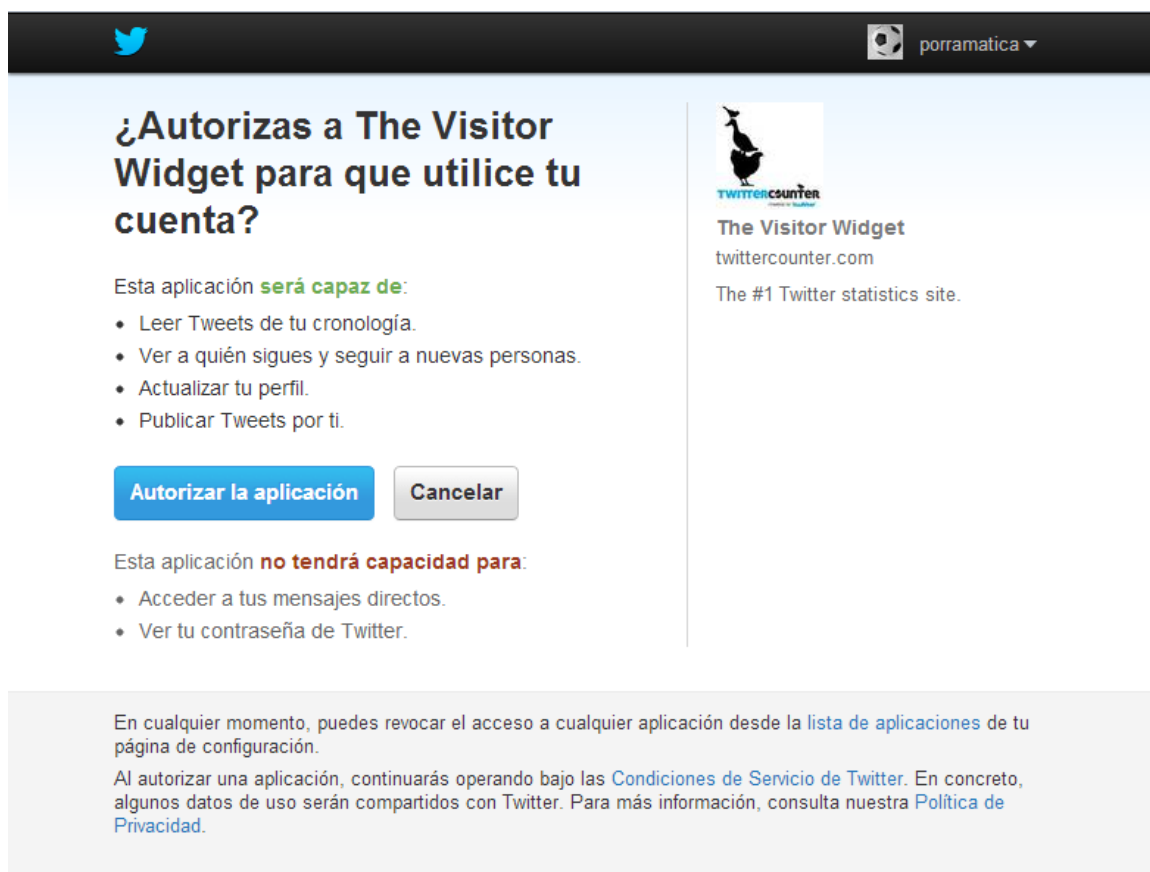 porramatica
¿Autorizas a The Visitor
Widget para que utilice tu
cuenta?
Esta aplicación será capaz de:
• Leer Tweets de tu cronología.
• Ver a quién sigues y seguir a nuevas personas.
• Actualizar tu perfil.
• Publicar Tweets por ti.
Autorizar la aplicación
Cancelar
Esta aplicación no tendrá capacidad para:
• Acceder a tus mensajes directos.
• Ver tu contraseña de Twitter.
TWITTERCOUNTER
The Visitor Widget
twittercounter.com
The #1 Twitter statistics site.
En cualquier momento, puedes revocar el acceso a cualquier aplicación desde la lista de aplicaciones de tu
página de configuración.
Al autorizar una aplicación, continuarás operando bajo las Condiciones de Servicio de Twitter. En concreto,
algunos datos de uso serán compartidos con Twitter. Para más información, consulta nuestra Política de
Privacidad.